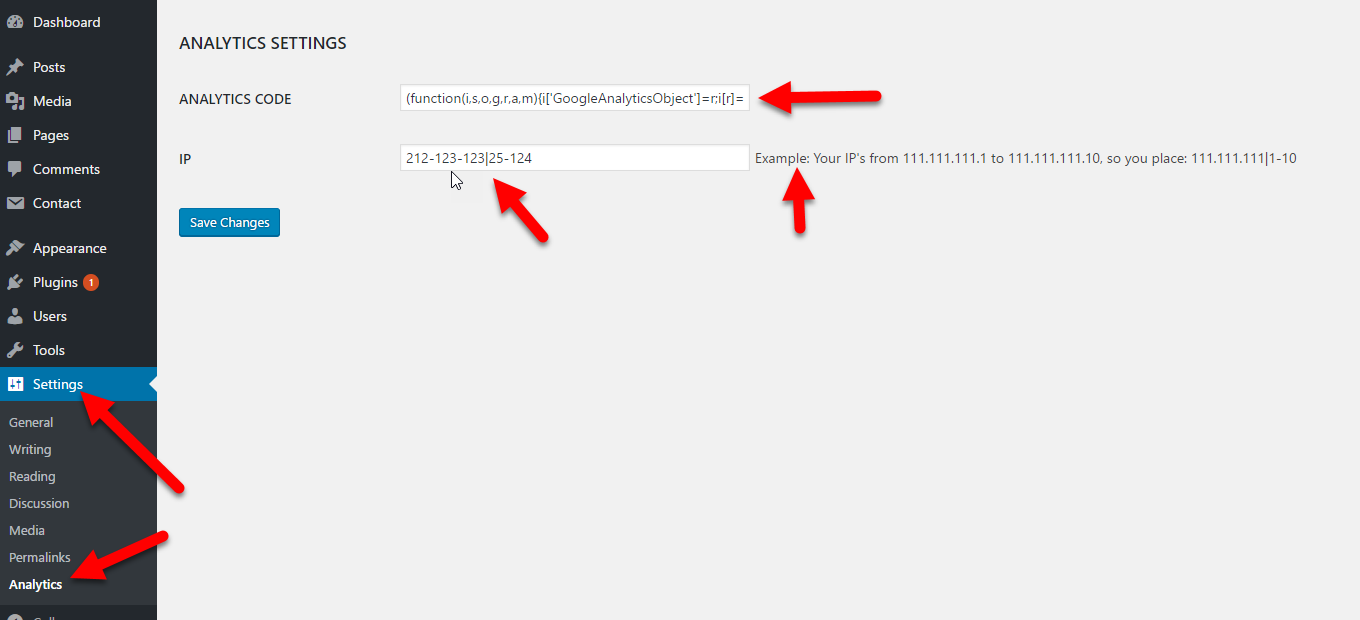 Dashboard
Posts
Media
Pages
Comments
Contact
Appearance
Plugins 1
Users
Tools
Settings
General
Writing
Reading
Discussion
Media
Permalinks
Analytics
ANALYTICS SETTINGS
ANALYTICS CODE (function(i,s,o,g,r,a,m){i['GoogleAnalyticsObject']=r;i[r]=
IP 212-123-123|25-124 Example: Your IP's from 111.111.111.1 to 111.111.111.10, so you place: 111.111.111|1-10
Save Changes